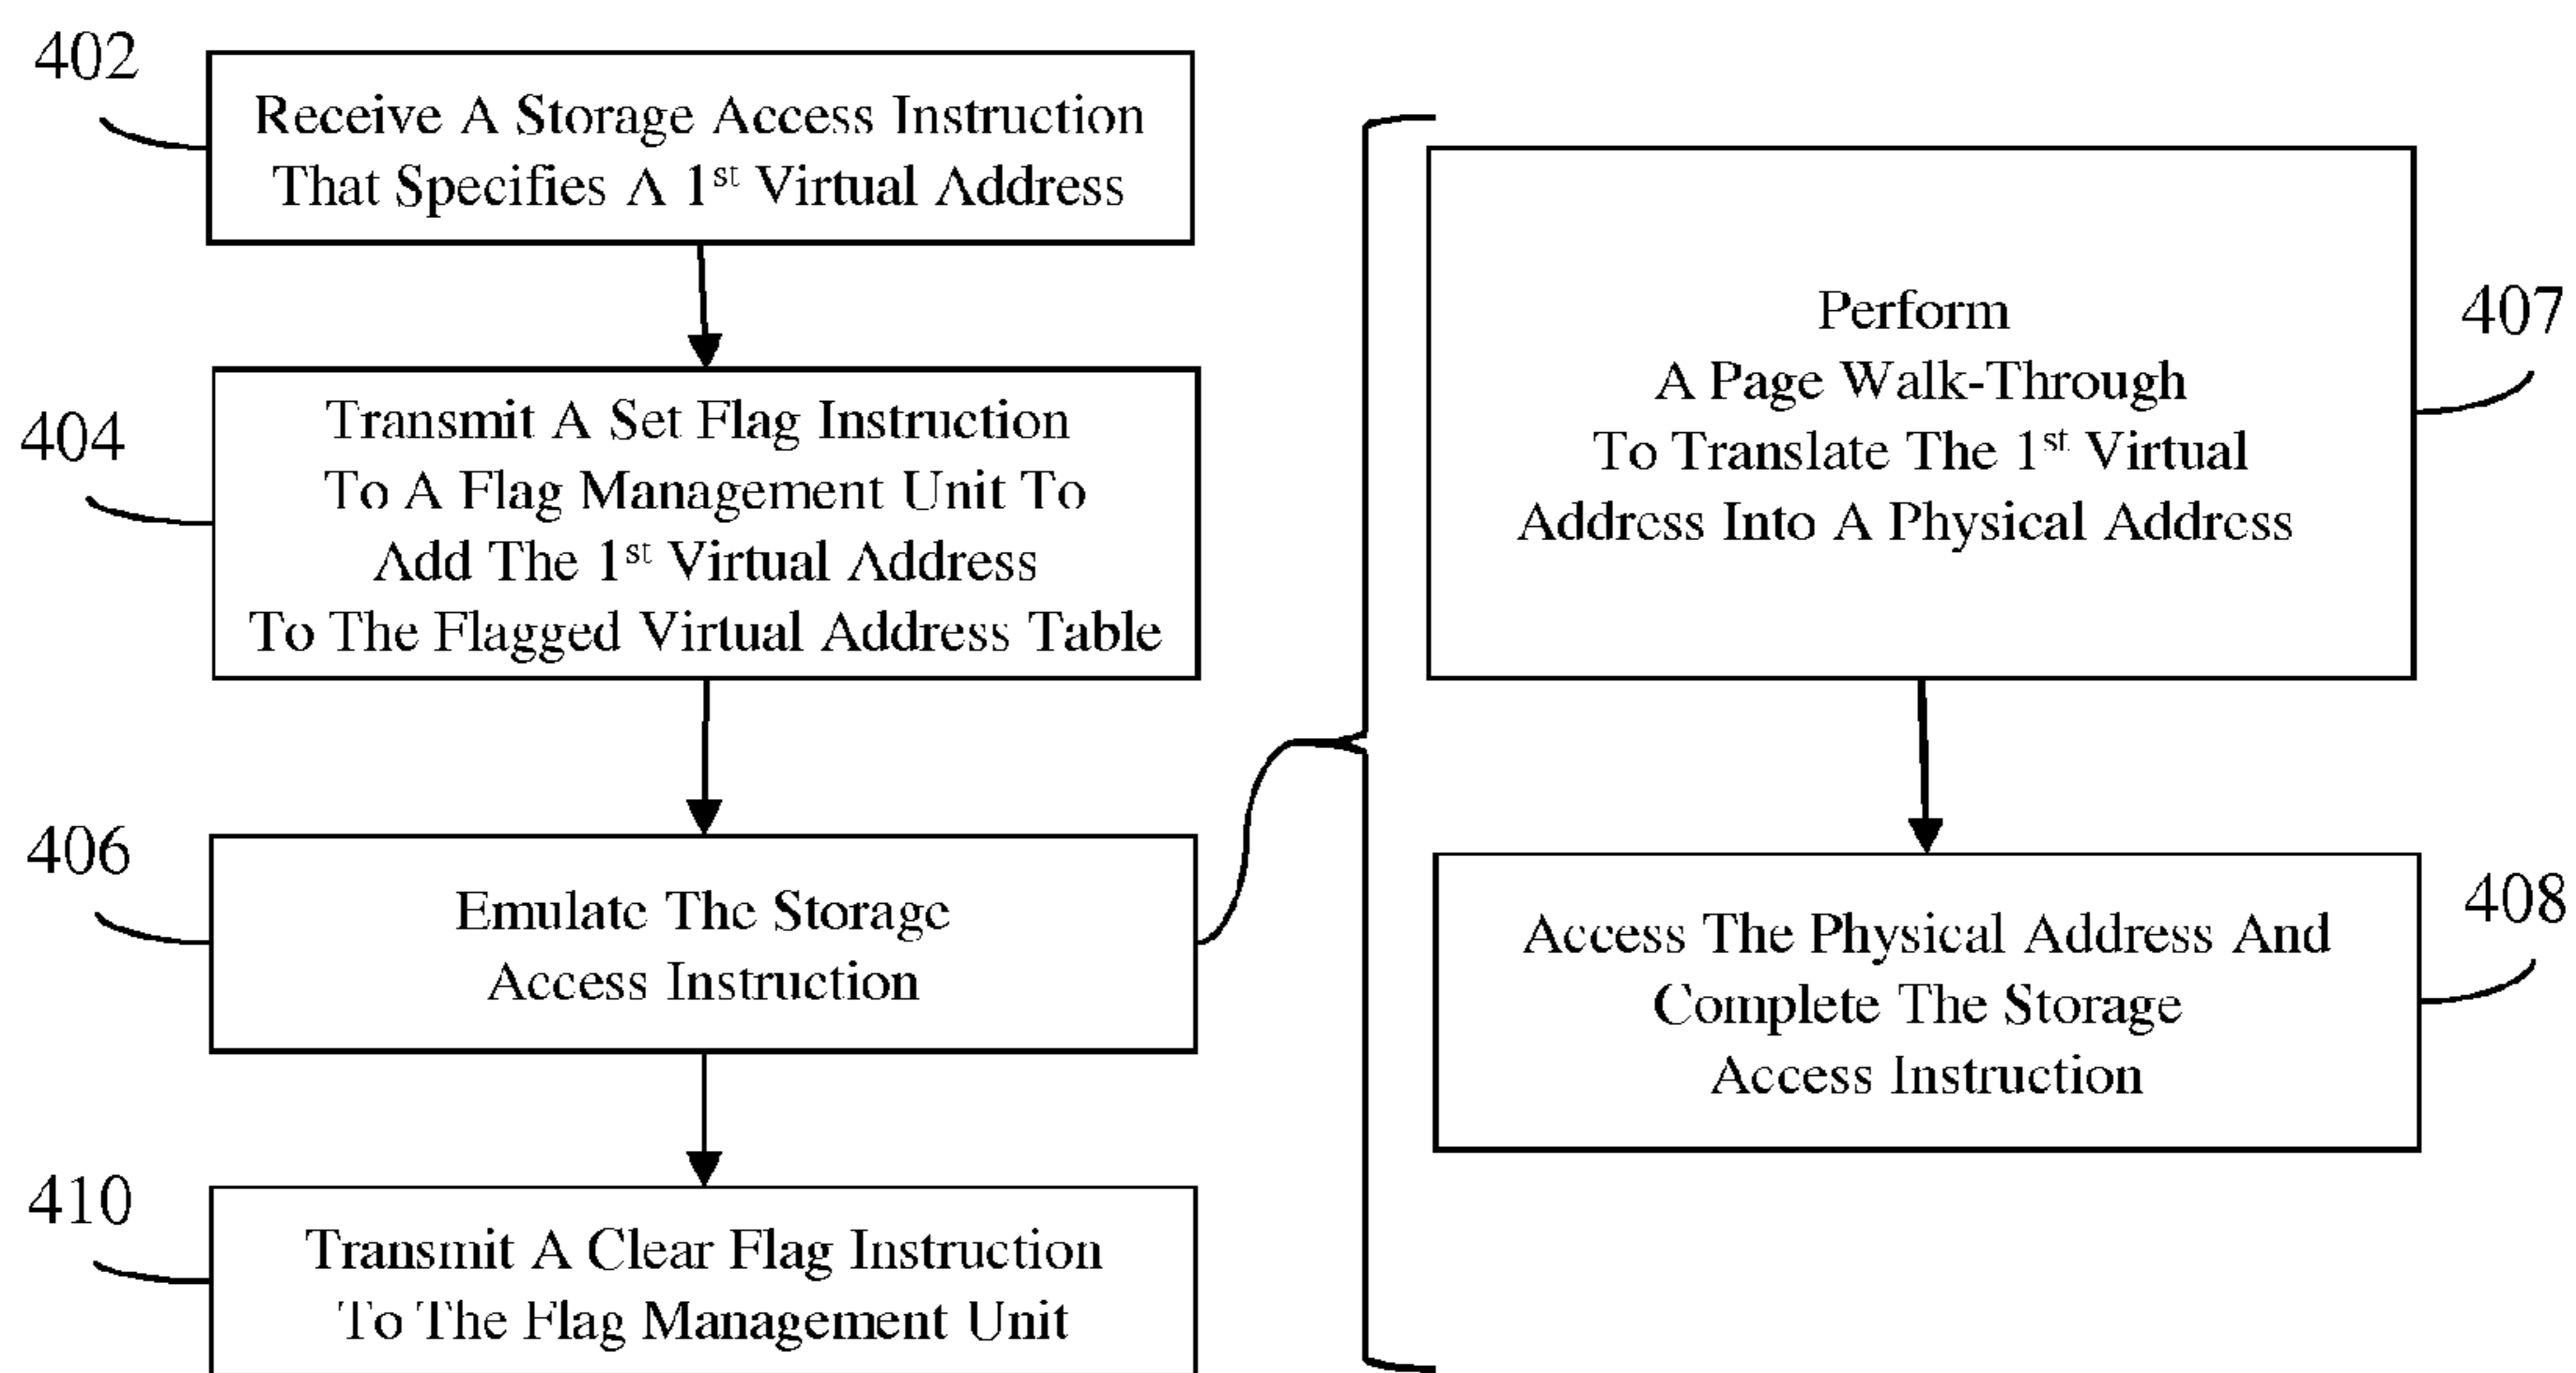 402
Receive A Storage Access Instruction
That Specifies A 1st Virtual Address
404
Transmit A Set Flag Instruction
To A Flag Management Unit To
Add The 1st Virtual Address
To The Flagged Virtual Address Table
406
Emulate The Storage
Access Instruction
410
Transmit A Clear Flag Instruction
To The Flag Management Unit
407
Perform
A Page Walk-Through
To Translate The 1st Virtual
Address Into A Physical Address
408
Access The Physical Address And
Complete The Storage
Access Instruction